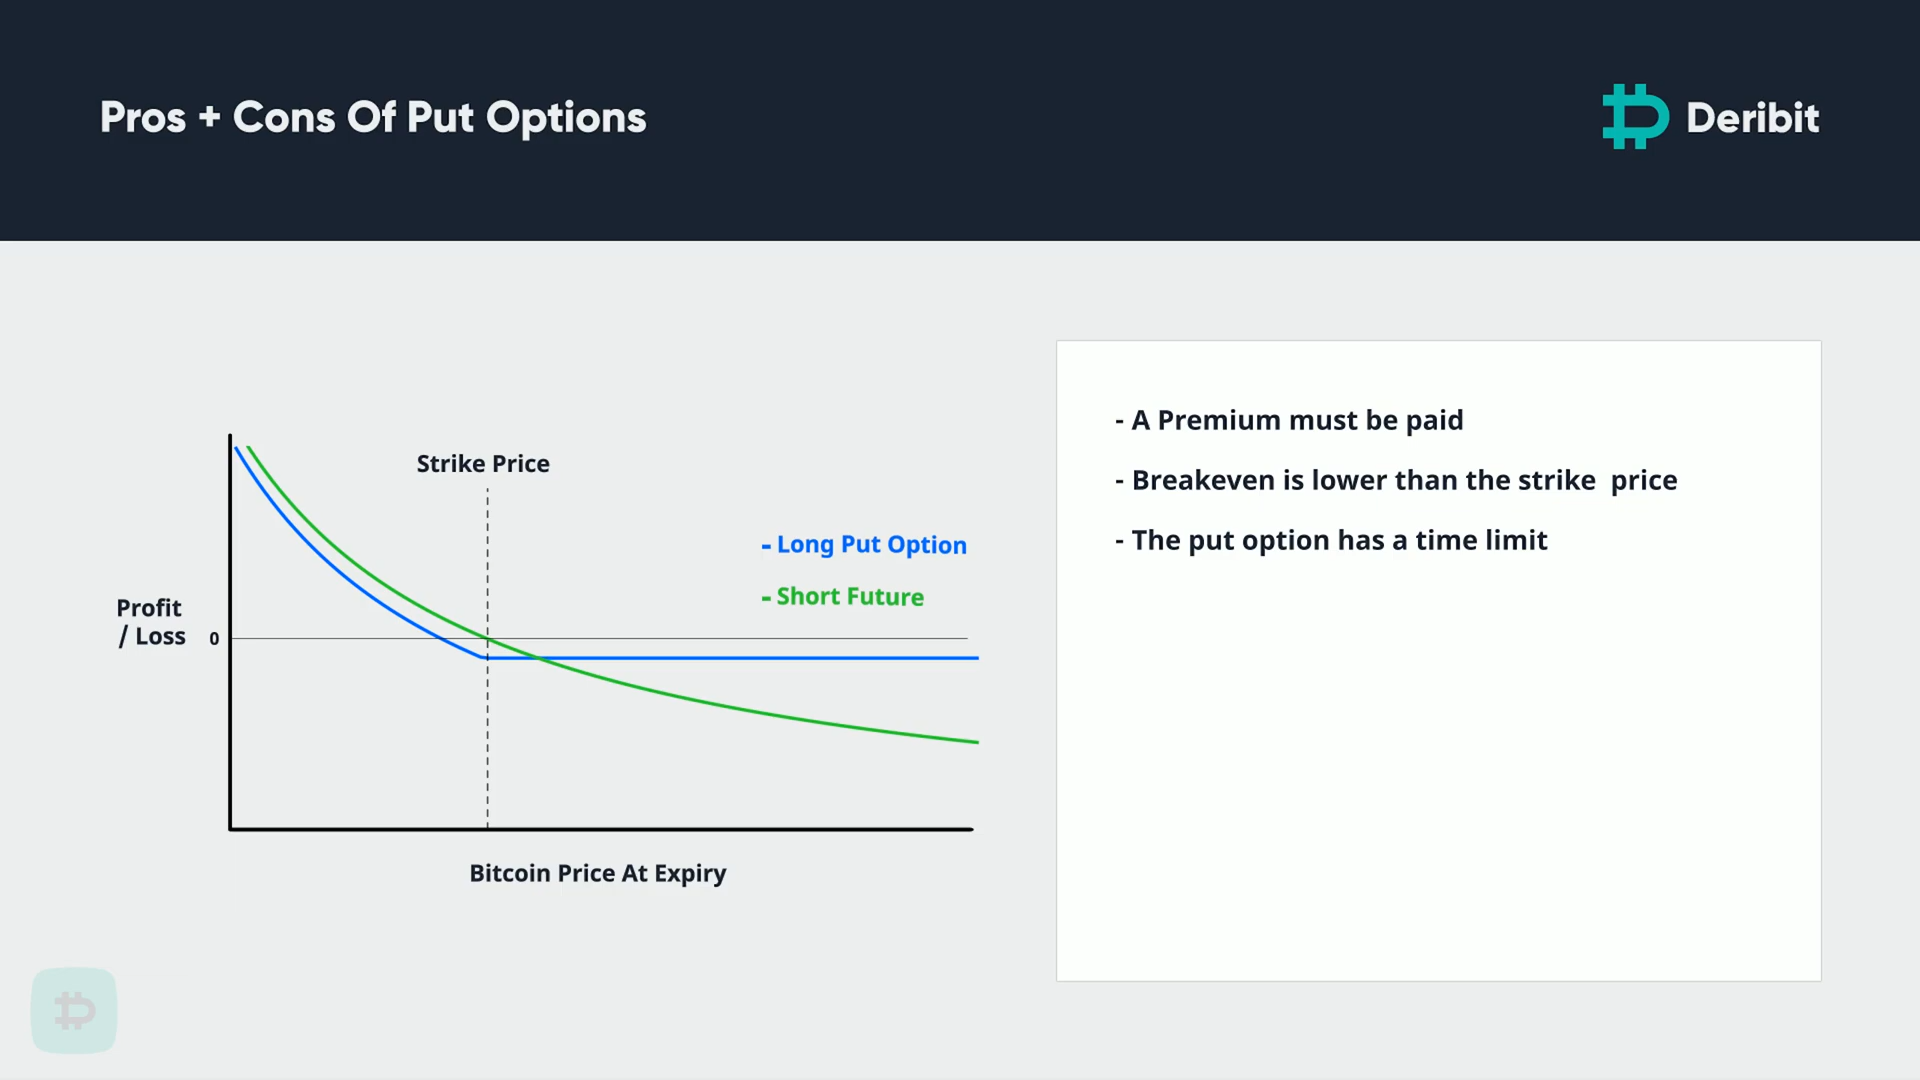 Pros + Cons Of Put Options
Deribit
Strike Price
- Long Put Option
- Short Future
Profit
/ Loss
0
Bitcoin Price At Expiry
- A Premium must be paid
- Breakeven is lower than the strike  price
- The put option has a time limit